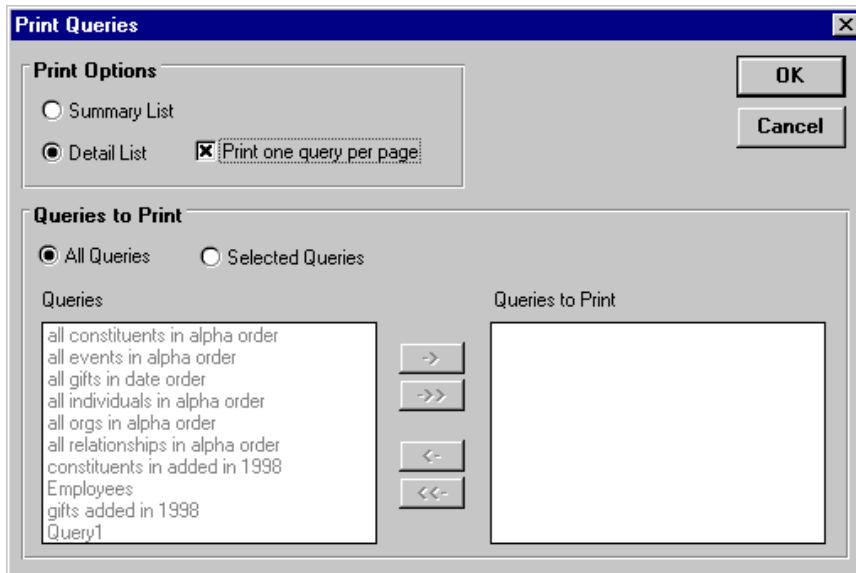 Print Queries
Print Options
OK
Summary List
Cancel
Detail List
Print one query per page
Queries to Print
All Queries
Selected Queries
Queries
Queries to Print
all constituents in alpha order
all events in alpha order
all gifts in date order
all individuals in alpha order
all orgs in alpha order
all relationships in alpha order
constituents in added in 1998
Employees
gifts added in 1998
Query1
->
->>
<-
<<-